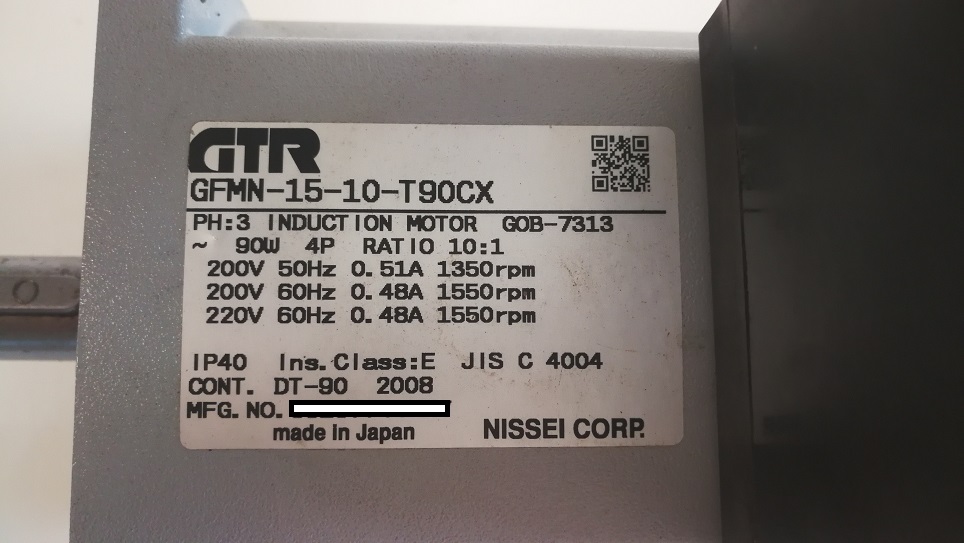 GTR
GFMN-15-10-T90CX
PH:3 INDUCTION MOTOR GOB-7313
~ 90W 4P RATIO 10:1
200V 50Hz 0.51A 1350rpm
200V 60Hz 0.48A 1550rpm
220V 60Hz 0.48A 1550rpm
IP40 Ins.Class:E JIS C 4004
CONT. DT-90 2008
MFG. NO.
made in Japan NISSEI CORP.